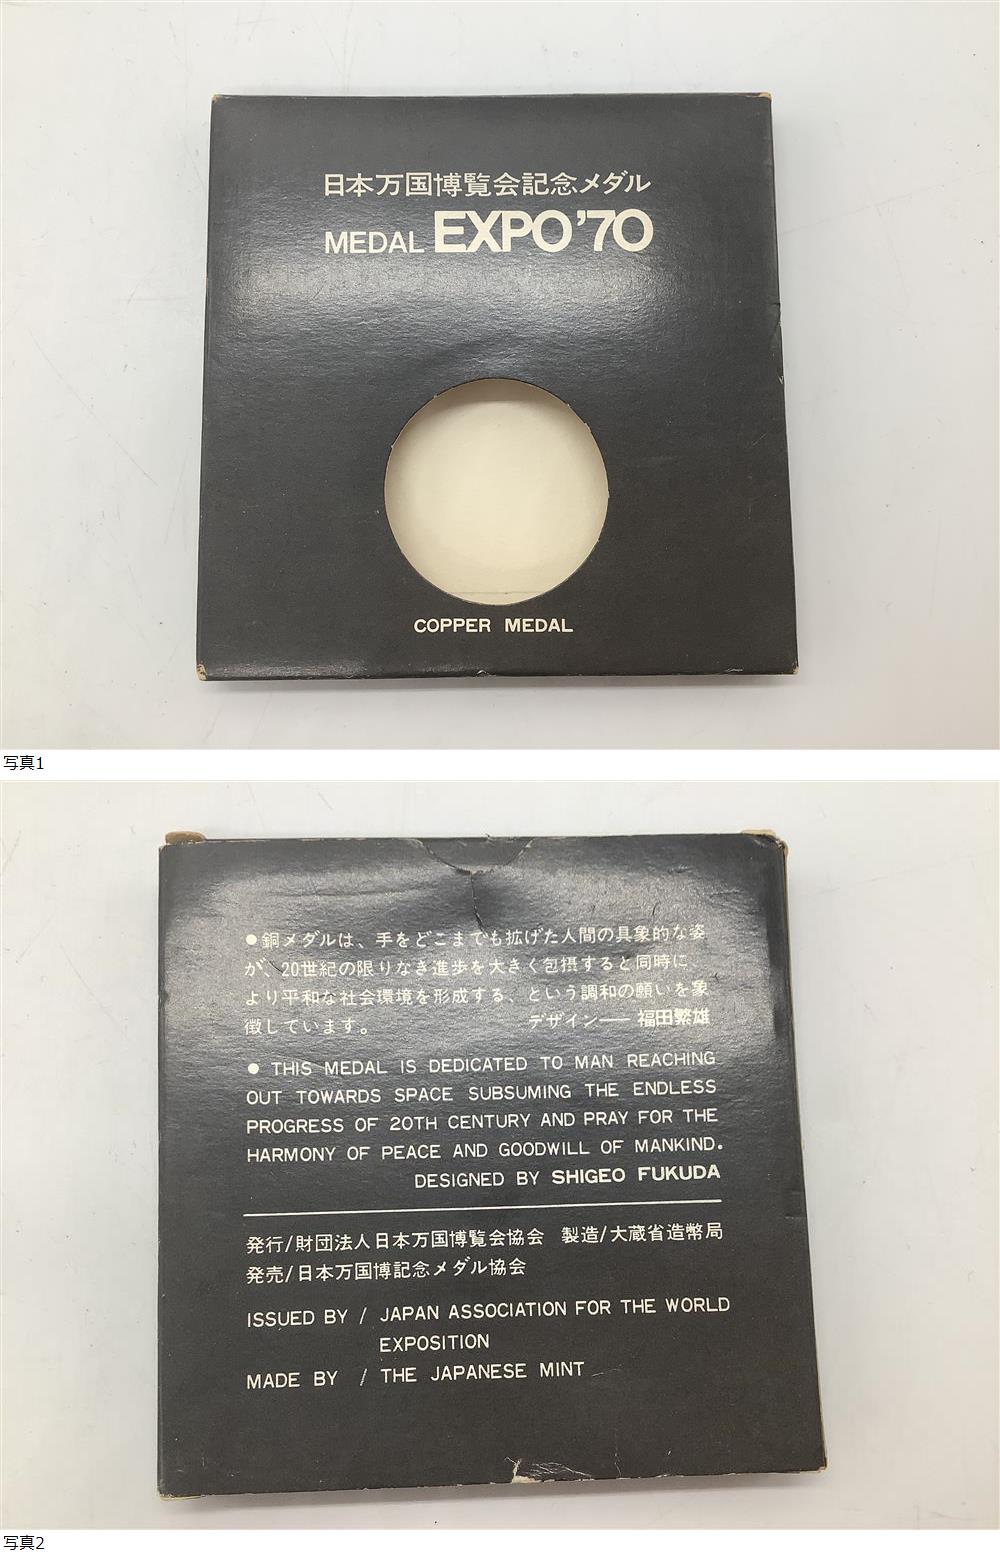 日本万国博覧会記念メダル
MEDAL EXPO'70
COPPER MEDAL
写真1
●銅メダルは、手をどこまでも拡げた人間の具象的な姿
が、20世紀の限りなき進歩を大きく包摂すると同時に、
より平和な社会環境を形成する、という調和の願いを象
徴しています。 デザイン── 福田繁雄
● THIS MEDAL IS DEDICATED TO MAN REACHING
OUT TOWARDS SPACE SUBSUMING THE ENDLESS
PROGRESS OF 20TH CENTURY AND PRAY FOR THE
HARMONY OF PEACE AND GOODWILL OF MANKIND.
DESIGNED BY SHIGEO FUKUDA
発行/財団法人日本万国博覧会協会 製造/大蔵省造幣局
発売/日本万国博記念メダル協会
ISSUED BY / JAPAN ASSOCIATION FOR THE WORLD
EXPOSITION
MADE BY / THE JAPANESE MINT
写真2